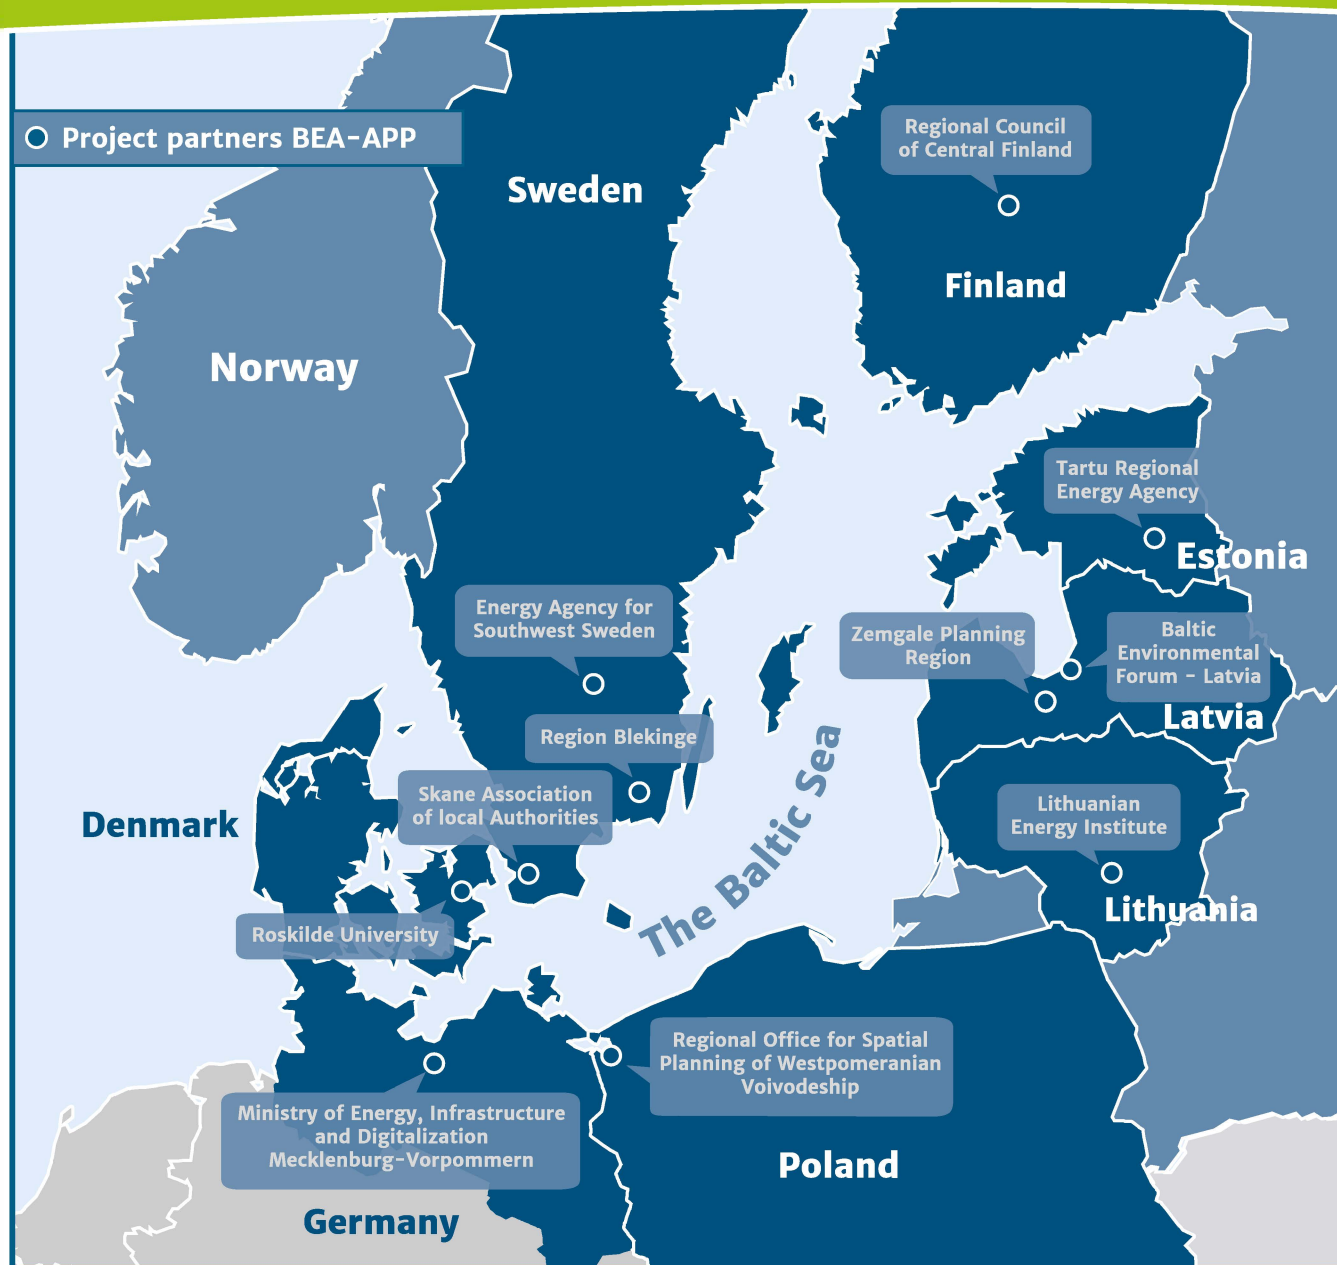 Project partners BEA-APP
Regional Council
of Central Finland
Sweden
Finland
Norway
Tartu Regional
Energy Agency
Estonia
Energy Agency for
Southwest Sweden
Zemgale Planning
Region
Baltic
Environmental
Forum - Latvia
Latvia
Region Blekinge
The Baltic Sea
Skane Association
of local Authorities
Denmark
Lithuanian
Energy Institute
Lithuania
Roskilde University
Regional Office for Spatial
Planning of Westpomeranian
Voivodeship
Ministry of Energy, Infrastructure
and Digitalization
Mecklenburg-Vorpommern
Poland
Germany